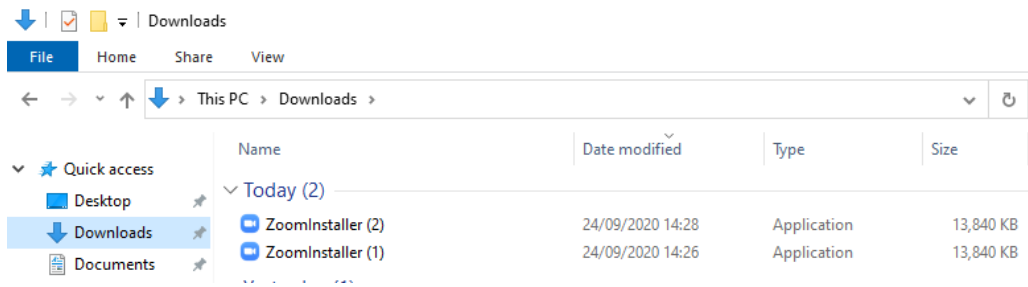 Downloads
File Home Share View
This PC > Downloads >
Name Date modified Type Size
Quick access
Today (2)
Desktop
ZoomInstaller (2) 24/09/2020 14:28 Application 13,840 KB
Downloads
ZoomInstaller (1) 24/09/2020 14:26 Application 13,840 KB
Documents